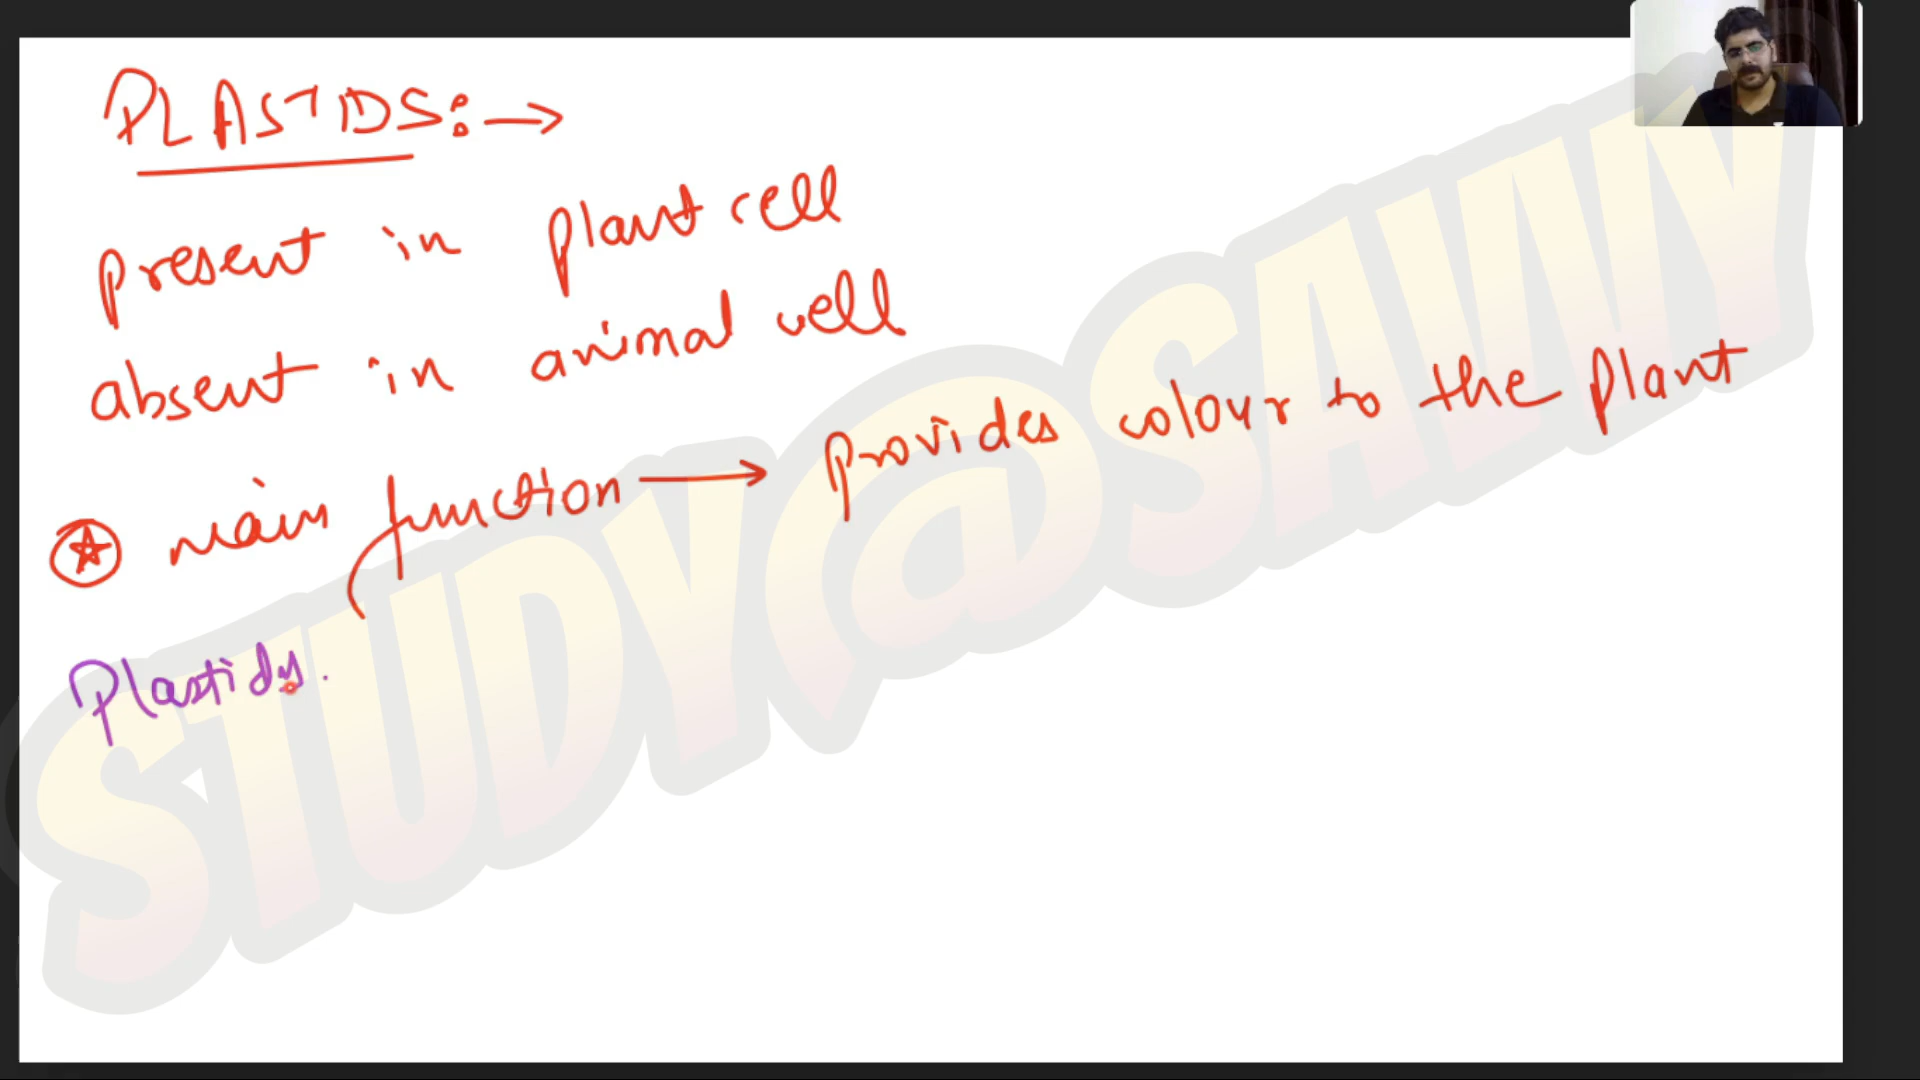 PLASTIDS:→
present in plant cell
absent in animal cell
main function → provides colour to the plant
Plastids.
STUDY@SAVVY